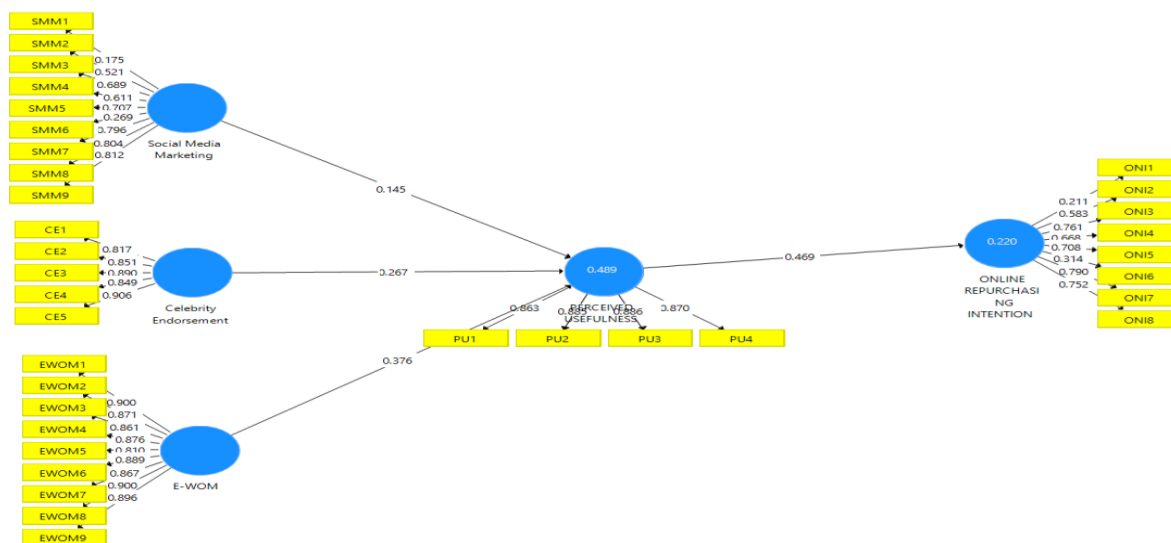 SMM1
SMM2
SMM3
SMM4
SMM5
SMM6
SMM7
SMM8
SMM9
0.175
0.521
0.689
0.611
0.707
0.269
0.796
0.804
0.812
Social Media
Marketing
0.145
CE1
CE2
CE3
CE4
CE5
0.817
0.851
0.890
0.849
0.906
Celebrity
Endorsement
0.267
EWOM1
EWOM2
EWOM3
EWOM4
EWOM5
EWOM6
EWOM7
EWOM8
EWOM9
0.900
0.871
0.861
0.876
0.810
0.889
0.867
0.900
0.896
E-WOM
0.376
0.489
PERCEIVED
USEFULNESS
0.863
0.885
0.886
0.870
PU1
PU2
PU3
PU4
0.469
0.220
ONLINE
REPURCHASI
NG
INTENTION
0.211
0.583
0.761
0.668
0.708
0.314
0.790
0.752
ONI1
ONI2
ONI3
ONI4
ONI5
ONI6
ONI7
ONI8